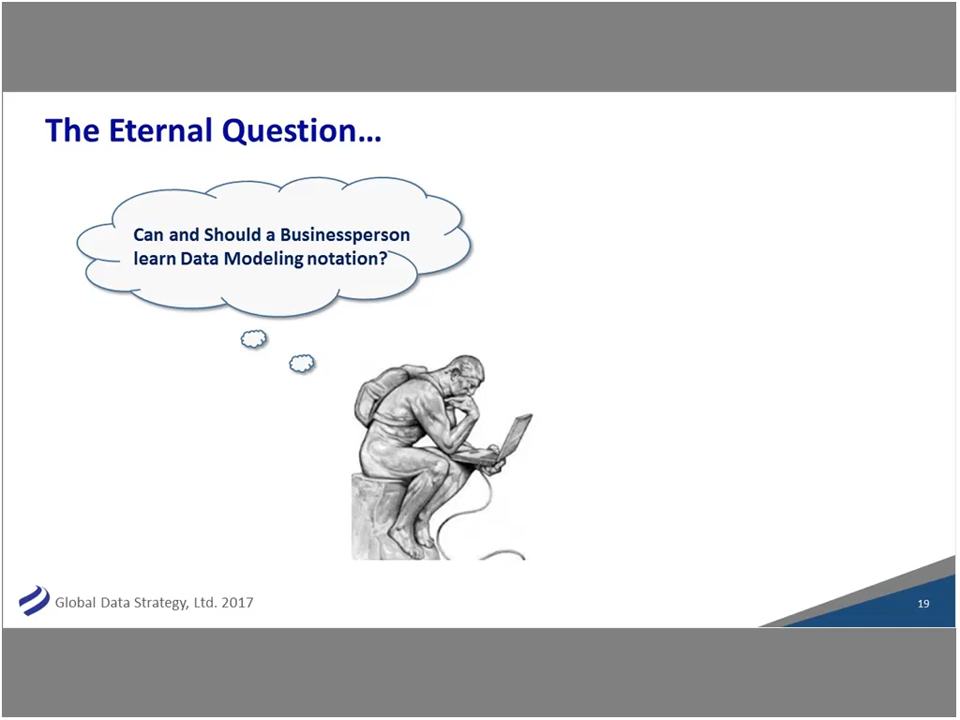 The Eternal Question…
Can and Should a Businessperson
learn Data Modeling notation?
Global Data Strategy, Ltd. 2017
19